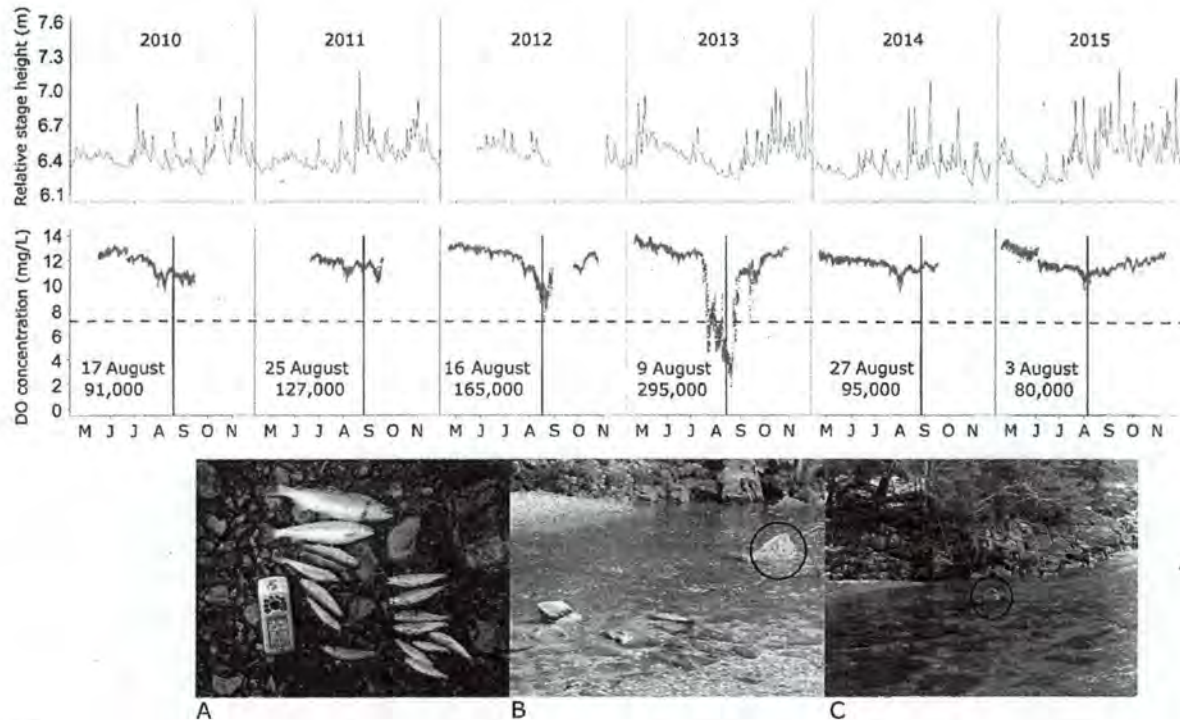 Relative stage height (m)
7.6
7.3
7.0
6.7
6.4
6.1
2010
2011
2012
2013
2014
2015
DO concentration (mg/L)
14
12
10
8
6
4
2
0
17 August
91,000
25 August
127,000
16 August
165,000
9 August
295,000
27 August
95,000
3 August
80,000
M J J A S O N
M J J A S O N
M J J A S O N
M J J A S O N
M J J A S O N
M J J A S O N
A
B
C